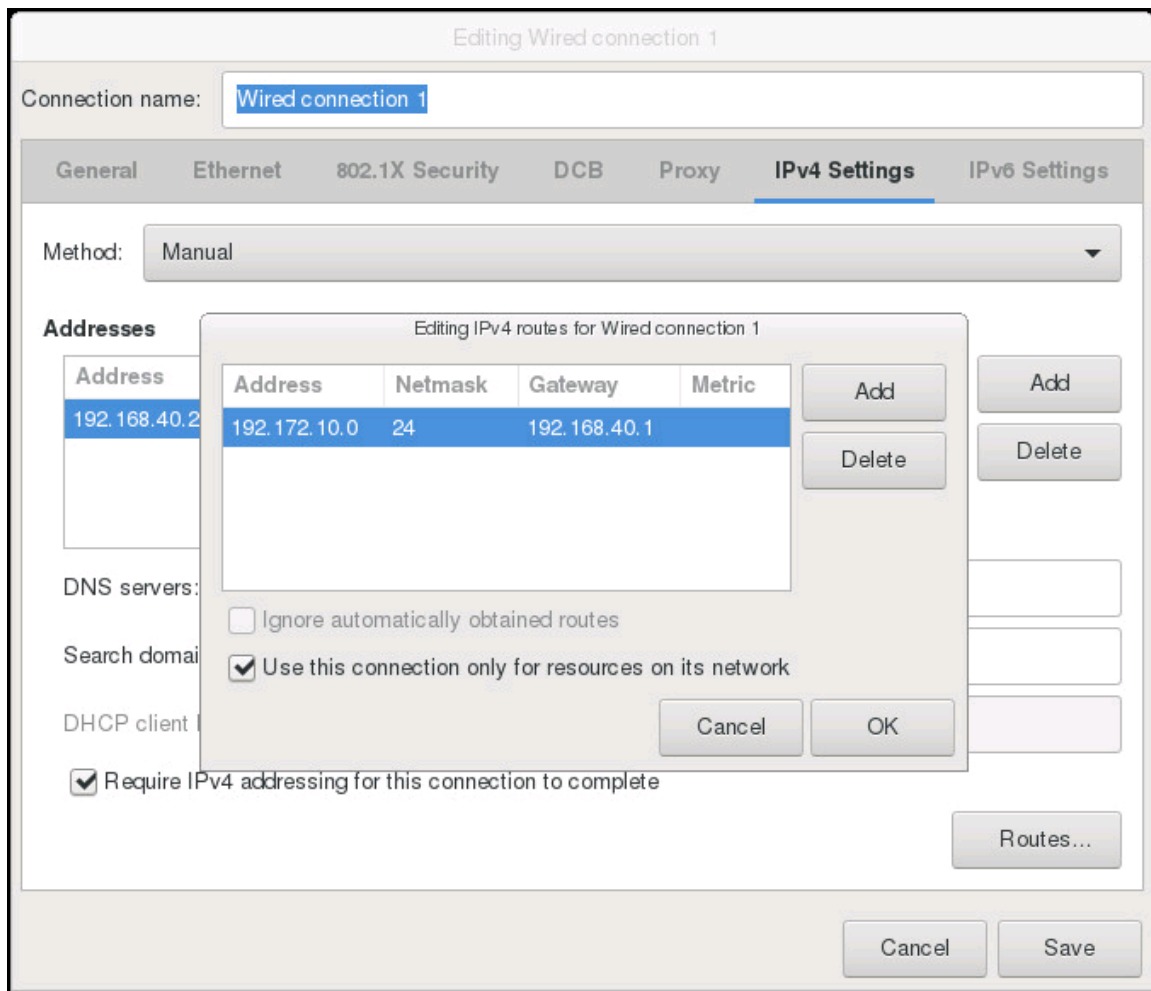 Editing Wired connection 1
Connection name: Wired connection 1
General Ethernet 802.1X Security DCB Proxy IPv4 Settings IPv6 Settings
Method: Manual
Addresses
Address
192.168.40.2
Add
Delete
Editing IPv4 routes for Wired connection 1
Address Netmask Gateway Metric
192.172.10.0 24 192.168.40.1
Add
Delete
Ignore automatically obtained routes
Use this connection only for resources on its network
Cancel OK
DNS servers:
Search domai
DHCP client
Require IPv4 addressing for this connection to complete
Routes...
Cancel Save